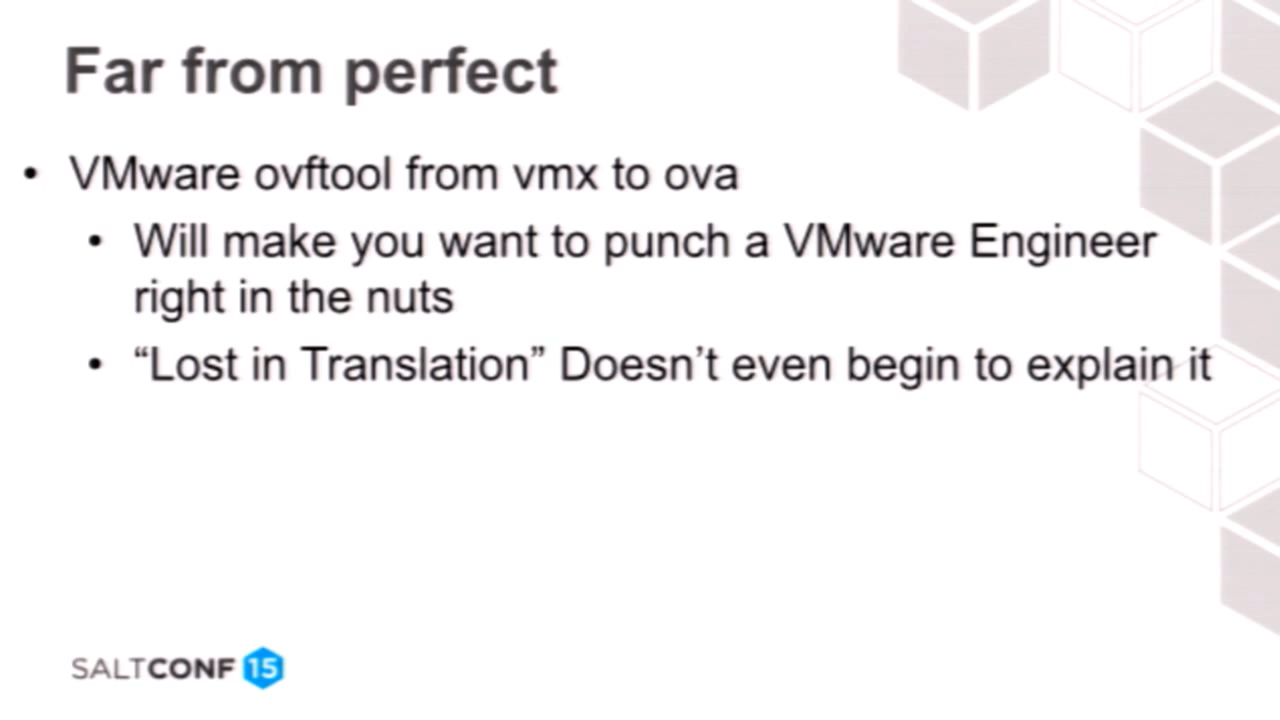 Far from perfect
• VMware ovftool from vmx to ova
• Will make you want to punch a VMware Engineer
right in the nuts
• “Lost in Translation” Doesn’t even begin to explain it
SALTCONF 15